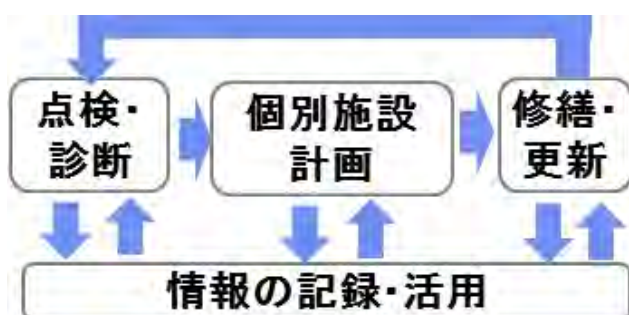 点検・
診断
個別施設
計画
修繕・
更新
情報の記録・活用